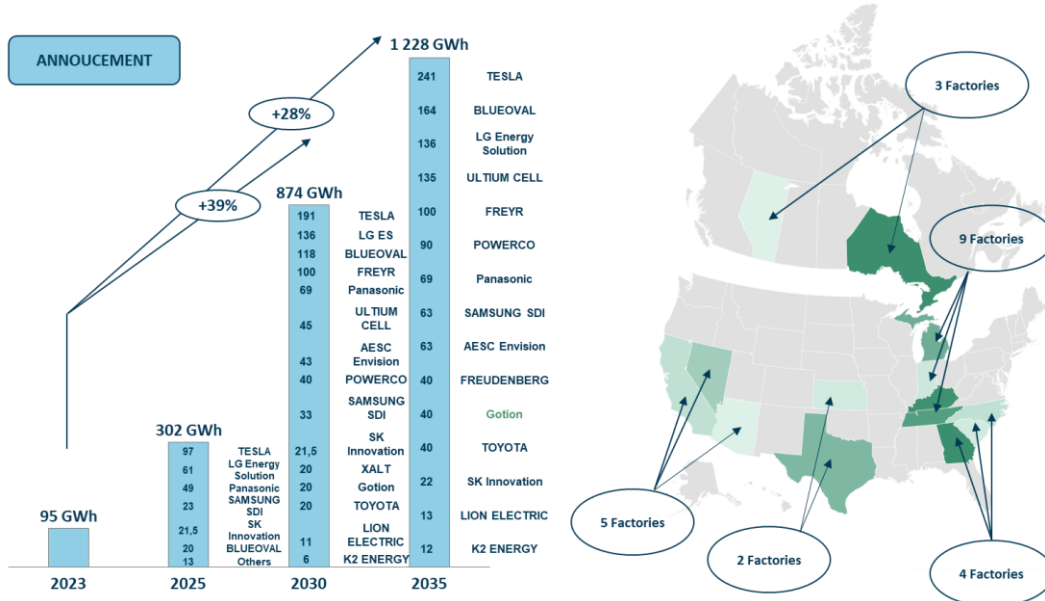 ANNOUCEMENT
+28%
+39%
95 GWh
2023
302 GWh
97 TESLA
61 LG Energy
Solution
49 Panasonic
23 SAMSUNG
SDI
21,5 SK
Innovation
20 BLUEOVAL
13 Others
2025
874 GWh
191 TESLA
136 LG ES
118 BLUEOVAL
100 FREYR
69 Panasonic
45 ULTIUM
CELL
43 AESC
Envision
40 POWERCO
33 SAMSUNG
SDI
21,5 SK
Innovation
20 XALT
20 Gotion
20 TOYOTA
11 LION
ELECTRIC
6 K2 ENERGY
2030
1 228 GWh
241 TESLA
164 BLUEOVAL
136 LG Energy
Solution
135 ULTIUM CELL
100 FREYR
90 POWERCO
69 Panasonic
63 SAMSUNG SDI
63 AESC Envision
40 FREUDENBERG
40 Gotion
40 TOYOTA
22 SK Innovation
13 LION ELECTRIC
12 K2 ENERGY
2035
3 Factories
9 Factories
5 Factories
2 Factories
4 Factories